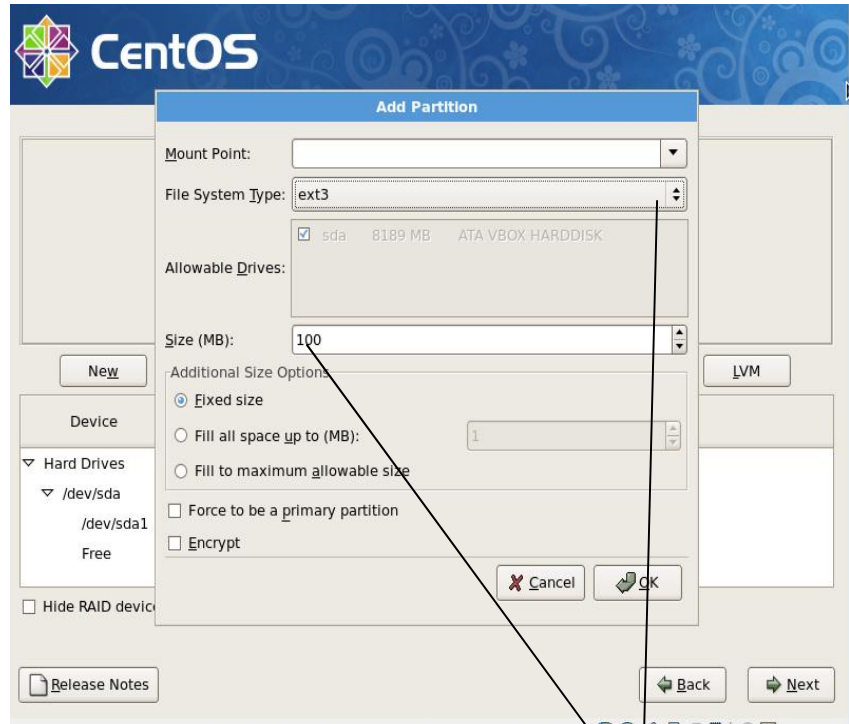 CentOS
Add Partition
Mount Point:
File System Type: ext3
sda 8189 MB ATA VBOX HARDDISK
Allowable Drives:
Size (MB): 100
New
LVM
Additional Size Options
Fixed size
Device
Fill all space up to (MB): 1
Hard Drives
Fill to maximum allowable size
/dev/sda
/dev/sda1
Force to be a primary partition
Free
Encrypt
Cancel
OK
Hide RAID devic
Release Notes
Back
Next